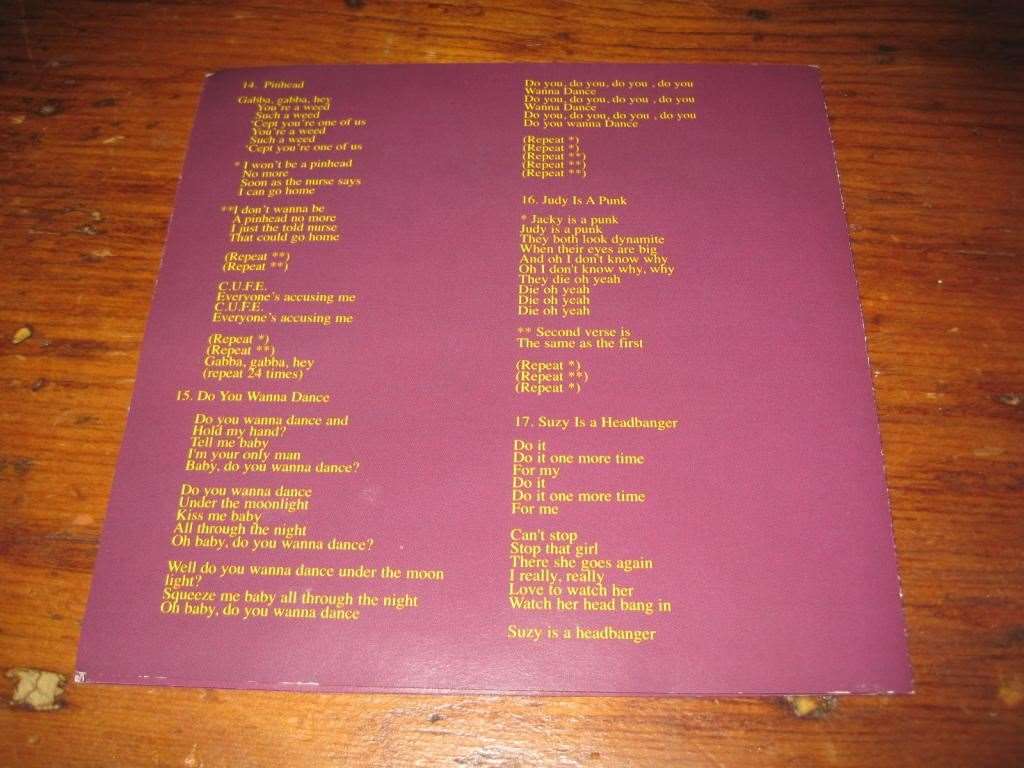 14. Pinhead
Gabba, gabba, hey
You're a weed
Such a weed
'Cept you're one of us
You're a weed
Such a weed
'Cept you're one of us
* I won't be a pinhead
No more
Soon as the nurse says
I can go home
**I don't wanna be
A pinhead no more
I just the told nurse
That could go home
(Repeat **)
(Repeat **)
C.U.F.E.
Everyone's accusing me
C.U.F.E.
Everyone's accusing me
(Repeat *)
(Repeat **)
Gabba, gabba, hey
(repeat 24 times)
15. Do You Wanna Dance
Do you wanna dance and
Hold my hand?
Tell me baby
I'm your only man
Baby, do you wanna dance?
Do you wanna dance
Under the moonlight
Kiss me baby
All through the night
Oh baby, do you wanna dance?
Well do you wanna dance under the moon
light?
Squeeze me baby all through the night
Oh baby, do you wanna dance
Do you, do you, do you , do you
Wanna Dance
Do you, do you, do you , do you
Wanna Dance
Do you, do you, do you , do you
Do you wanna Dance
(Repeat *)
(Repeat *)
(Repeat **)
(Repeat **)
(Repeat **)
16. Judy Is A Punk
* Jacky is a punk
Judy is a punk
They both look dynamite
When their eyes are big
And oh I don't know why
Oh I don't know why, why
They die oh yeah
Die oh yeah
Die oh yeah
Die oh yeah
** Second verse is
The same as the first
(Repeat *)
(Repeat **)
(Repeat *)
17. Suzy Is a Headbanger
Do it
Do it one more time
For my
Do it
Do it one more time
For me
Can't stop
Stop that girl
There she goes again
I really, really
Love to watch her
Watch her head bang in
Suzy is a headbanger